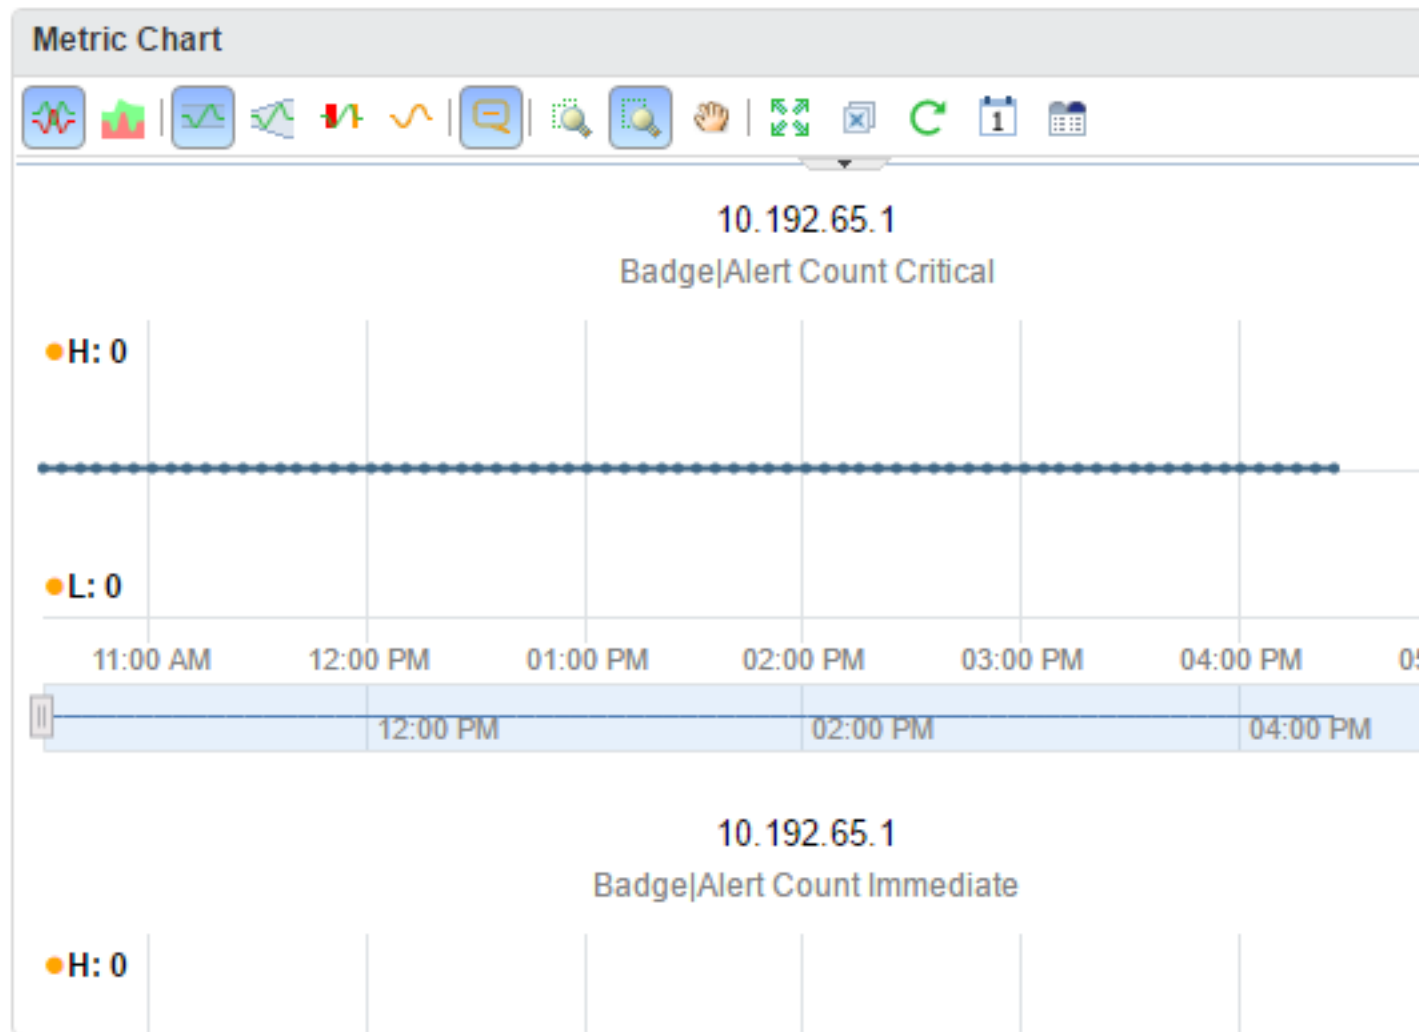 Metric Chart
1
10.192.65.1
Badge|Alert Count Critical
H: 0
L: 0
11:00 AM 12:00 PM 01:00 PM 02:00 PM 03:00 PM 04:00 PM
12:00 PM 02:00 PM 04:00 PM
10.192.65.1
Badge|Alert Count Immediate
H: 0